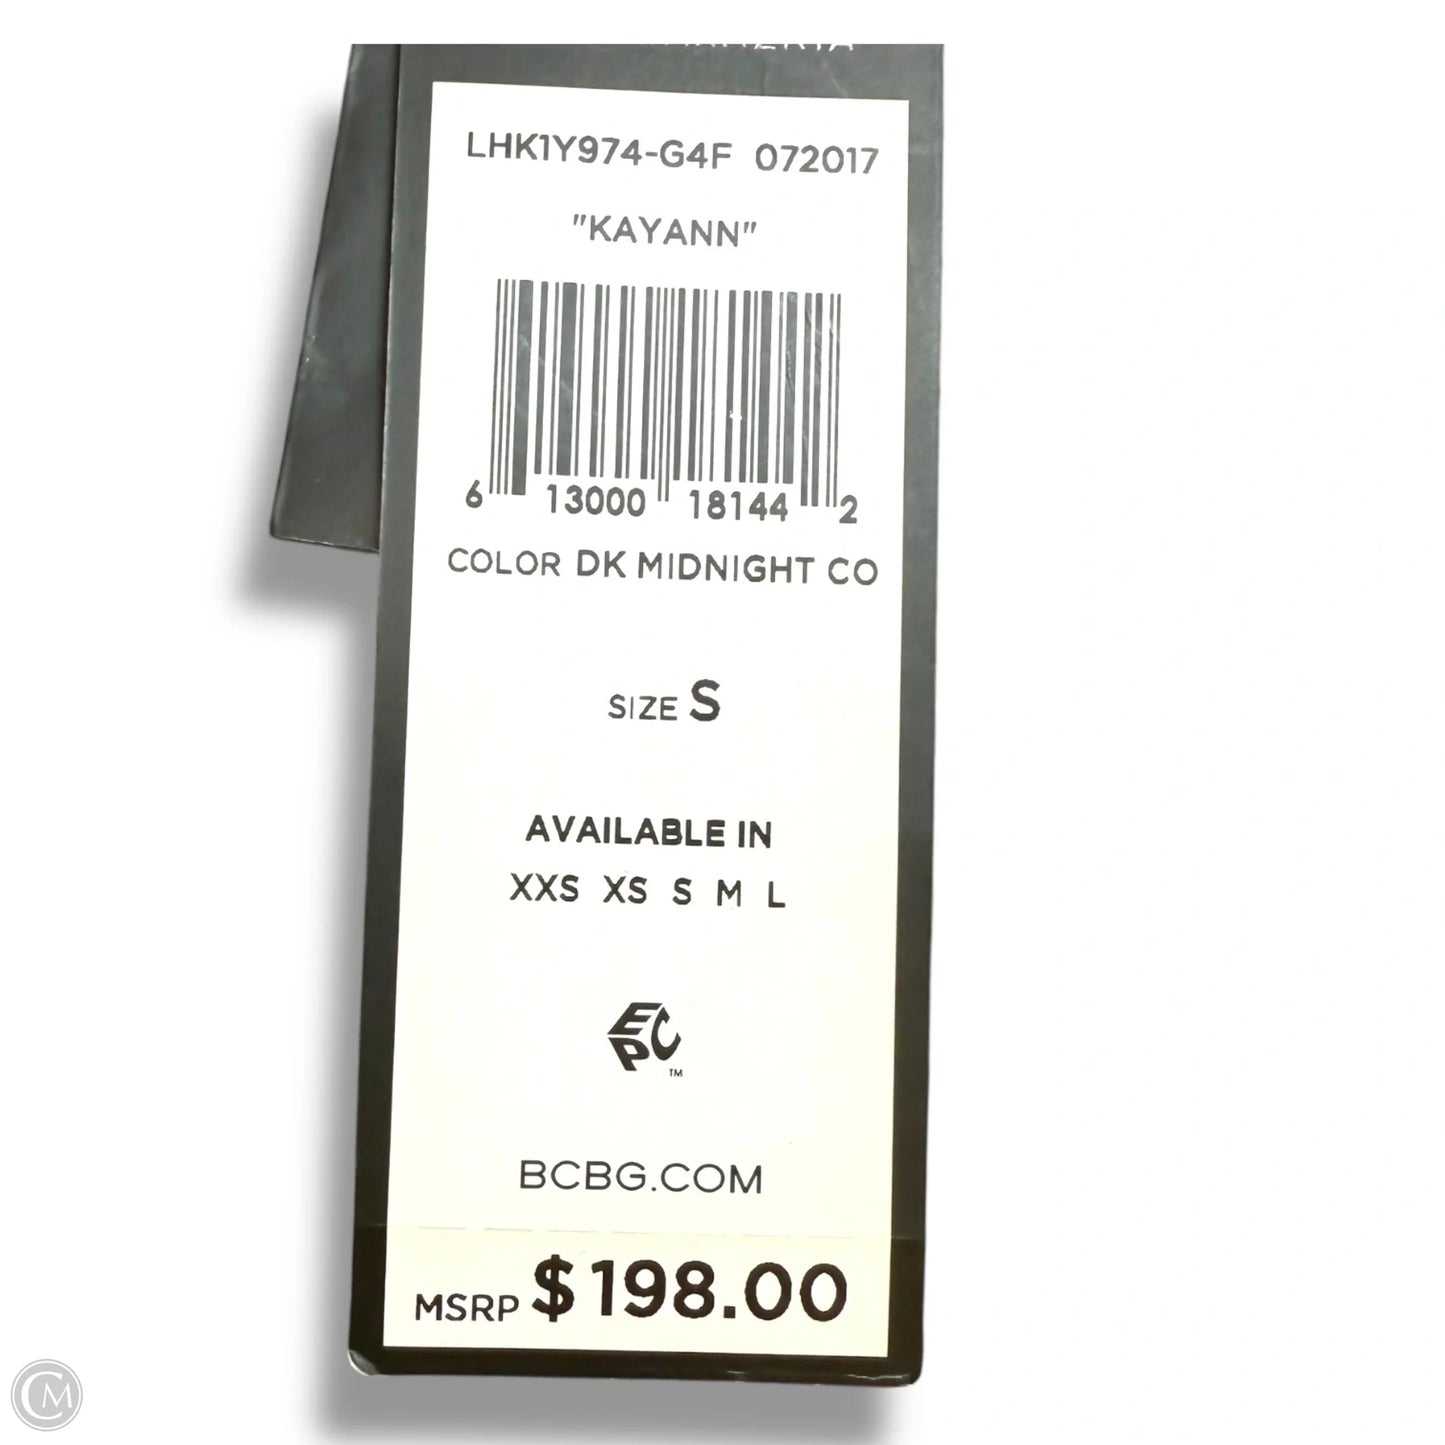 LHK1Y974-G4F 072017
"KAYANN"
6 13000 18144 2
COLOR DK MIDNIGHT CO
SIZE S
AVAILABLE IN
XXS XS S M L
EPC
TM
BCBG.COM
MSRP $198.00
CM